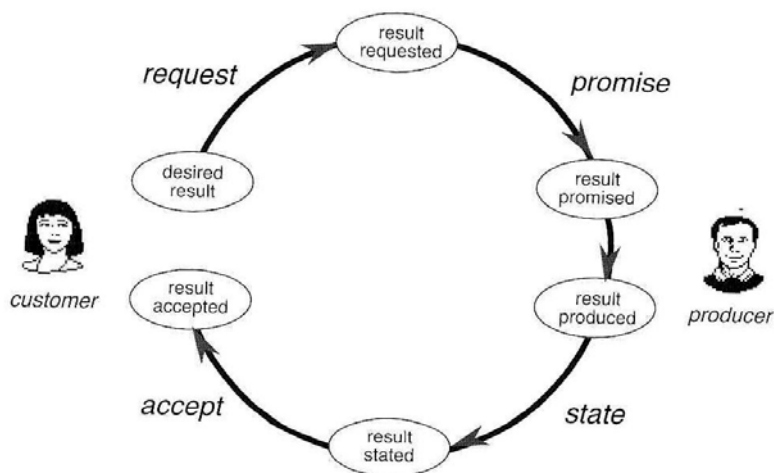 result
requested
request
promise
desired
result
result
promised
customer
result
accepted
result
produced
producer
accept
state
result
stated